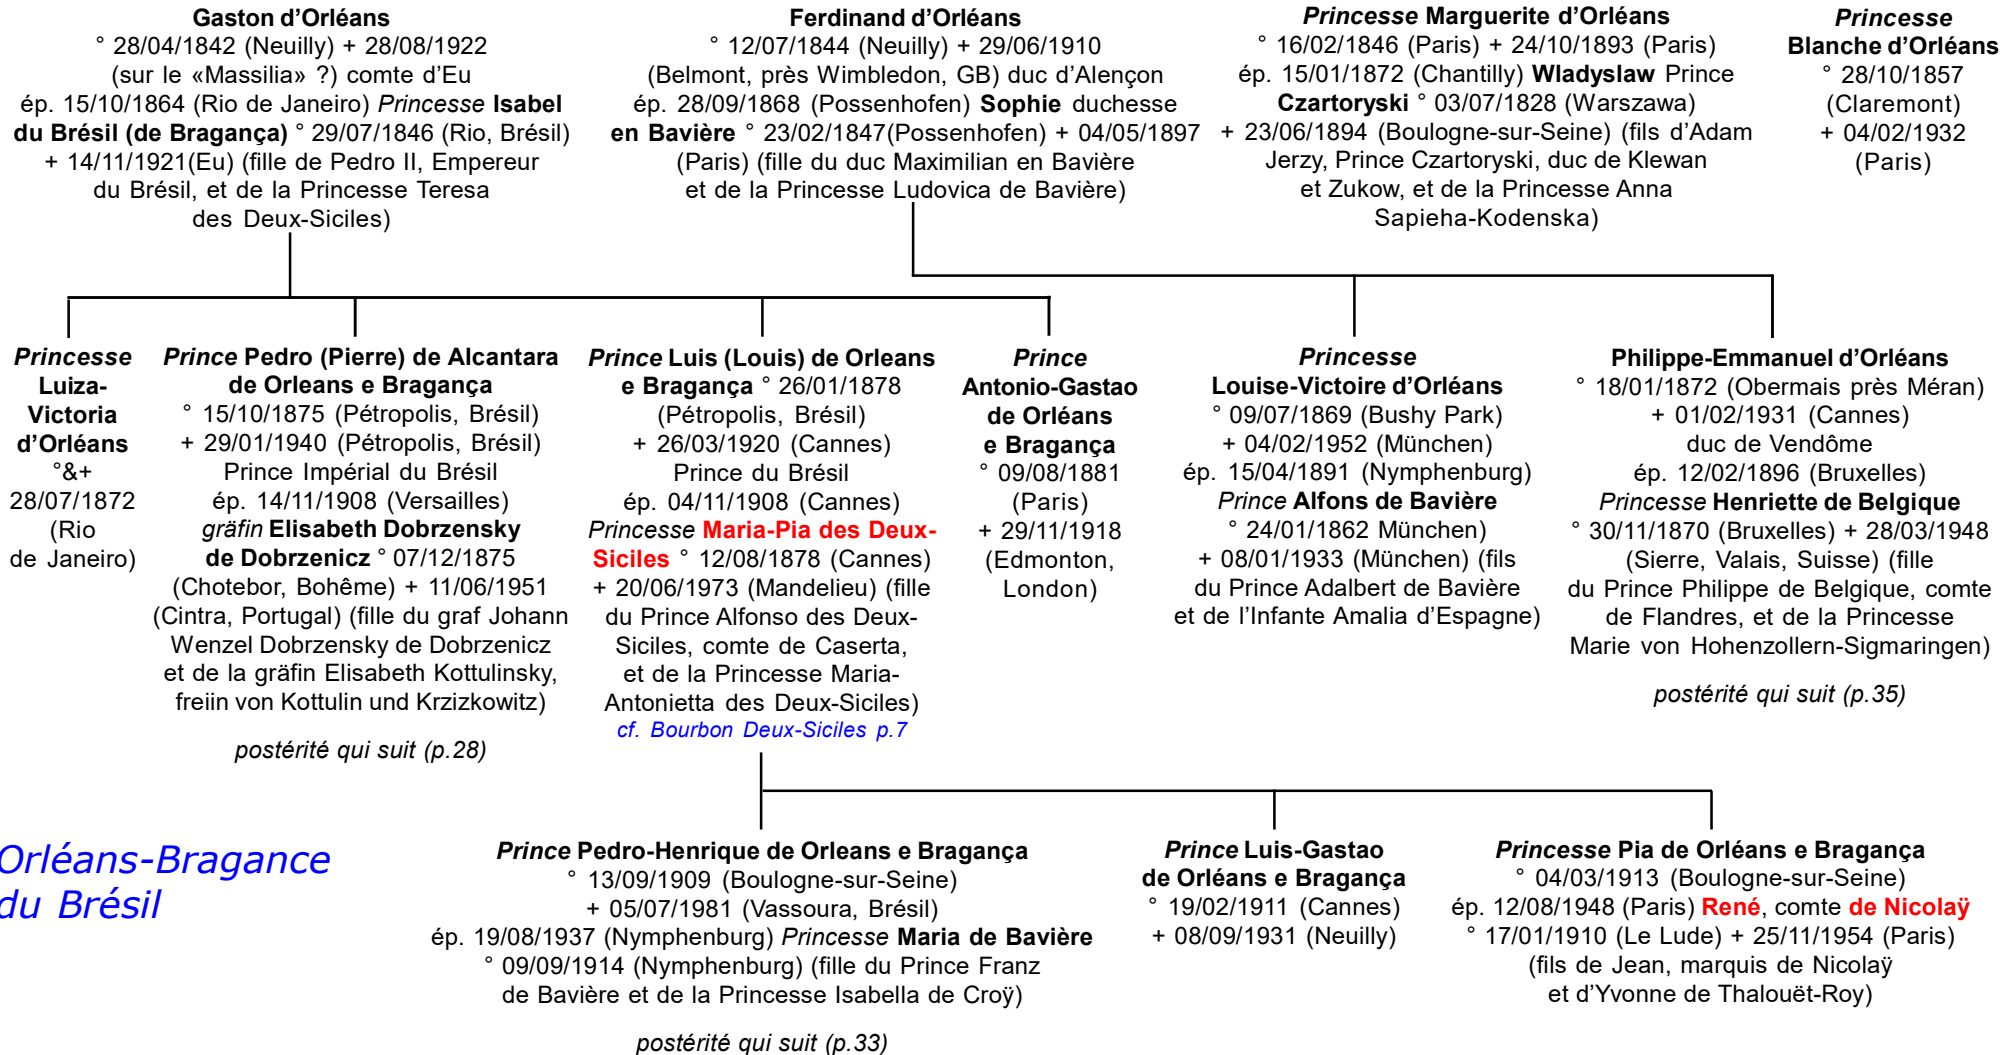 Gaston d’Orléans
° 28/04/1842 (Neuilly) + 28/08/1922
(sur le «Massilia» ?) comte d'Eu
ép. 15/10/1864 (Rio de Janeiro) Princesse Isabel
du Brésil (de Bragança) ° 29/07/1846 (Rio, Brésil)
+ 14/11/1921(Eu) (fille de Pedro II, Empereur
du Brésil, et de la Princesse Teresa
des Deux-Siciles)
Ferdinand d’Orléans
° 12/07/1844 (Neuilly) + 29/06/1910
(Belmont, près Wimbledon, GB) duc d’Alençon
ép. 28/09/1868 (Possenhofen) Sophie duchesse
en Bavière ° 23/02/1847(Possenhofen) + 04/05/1897
(Paris) (fille du duc Maximilian en Bavière
et de la Princesse Ludovica de Bavière)
Princesse Marguerite d’Orléans
° 16/02/1846 (Paris) + 24/10/1893 (Paris)
ép. 15/01/1872 (Chantilly) Wladyslaw Prince
Czartoryski ° 03/07/1828 (Warszawa)
+ 23/06/1894 (Boulogne-sur-Seine) (fils d’Adam
Jerzy, Prince Czartoryski, duc de Klewan
et Zukow, et de la Princesse Anna
Sapieha-Kodenska)
Princesse
Blanche d’Orléans
° 28/10/1857
(Claremont)
+ 04/02/1932
(Paris)
Princesse
Luiza-
Victoria
d’Orléans
°&+
28/07/1872
(Rio
de Janeiro)
Prince Pedro (Pierre) de Alcantara
de Orleans e Bragança
° 15/10/1875 (Pétropolis, Brésil)
+ 29/01/1940 (Pétropolis, Brésil)
Prince Impérial du Brésil
ép. 14/11/1908 (Versailles)
gräfin Elisabeth Dobrzensky
de Dobrzenicz ° 07/12/1875
(Chotebor, Bohême) + 11/06/1951
(Cintra, Portugal) (fille du graf Johann
Wenzel Dobrzensky de Dobrzenicz
et de la gräfin Elisabeth Kottulinsky,
freiin von Kottulin und Krzizkowitz)
postérité qui suit (p.28)
Prince Luis (Louis) de Orleans
e Bragança ° 26/01/1878
(Pétropolis, Brésil)
+ 26/03/1920 (Cannes)
Prince du Brésil
ép. 04/11/1908 (Cannes)
Princesse Maria-Pia des Deux-
Siciles ° 12/08/1878 (Cannes)
+ 20/06/1973 (Mandelieu) (fille
du Prince Alfonso des Deux-
Siciles, comte de Caserta,
et de la Princesse Maria-
Antonietta des Deux-Siciles)
cf. Bourbon Deux-Siciles p.7
Prince
Antonio-Gastao
de Orléans
e Bragança
° 09/08/1881
(Paris)
+ 29/11/1918
(Edmonton,
London)
Princesse
Louise-Victoire d’Orléans
° 09/07/1869 (Bushy Park)
+ 04/02/1952 (München)
ép. 15/04/1891 (Nymphenburg)
Prince Alfons de Bavière
° 24/01/1862 München)
+ 08/01/1933 (München) (fils
du Prince Adalbert de Bavière
et de l’Infante Amalia d’Espagne)
Philippe-Emmanuel d’Orléans
° 18/01/1872 (Obermais près Méran)
+ 01/02/1931 (Cannes)
duc de Vendôme
ép. 12/02/1896 (Bruxelles)
Princesse Henriette de Belgique
° 30/11/1870 (Bruxelles) + 28/03/1948
(Sierre, Valais, Suisse) (fille
du Prince Philippe de Belgique, comte
de Flandres, et de la Princesse
Marie von Hohenzollern-Sigmaringen)
postérité qui suit (p.35)
Orléans-Bragance
du Brésil
Prince Pedro-Henrique de Orleans e Bragança
° 13/09/1909 (Boulogne-sur-Seine)
+ 05/07/1981 (Vassoura, Brésil)
ép. 19/08/1937 (Nymphenburg) Princesse Maria de Bavière
° 09/09/1914 (Nymphenburg) (fille du Prince Franz
de Bavière et de la Princesse Isabella de Croÿ)
postérité qui suit (p.33)
Prince Luis-Gastao
de Orléans e Bragança
° 19/02/1911 (Cannes)
+ 08/09/1931 (Neuilly)
Princesse Pia de Orléans e Bragança
° 04/03/1913 (Boulogne-sur-Seine)
ép. 12/08/1948 (Paris) René, comte de Nicolaÿ
° 17/01/1910 (Le Lude) + 25/11/1954 (Paris)
(fils de Jean, marquis de Nicolaÿ
et d’Yvonne de Thalouët-Roy)